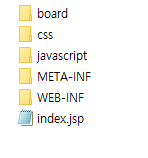 board
css
javascript
META-INF
WEB-INF
index.jsp